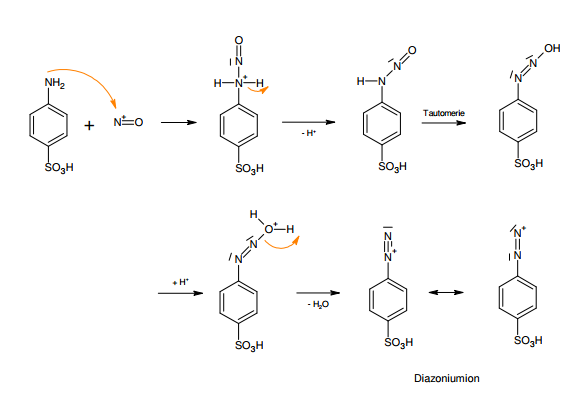 NH₂
+
N⁺=O
SO₃H
O
N
H-N⁺-H
SO₃H
- H⁺
O
N
H-N
SO₃H
Tautomerie
OH
N
N
SO₃H
+ H⁺
H
O⁺-H
N
N
SO₃H
- H₂O
N
N⁺
SO₃H
N⁺
N
SO₃H
Diazoniumion